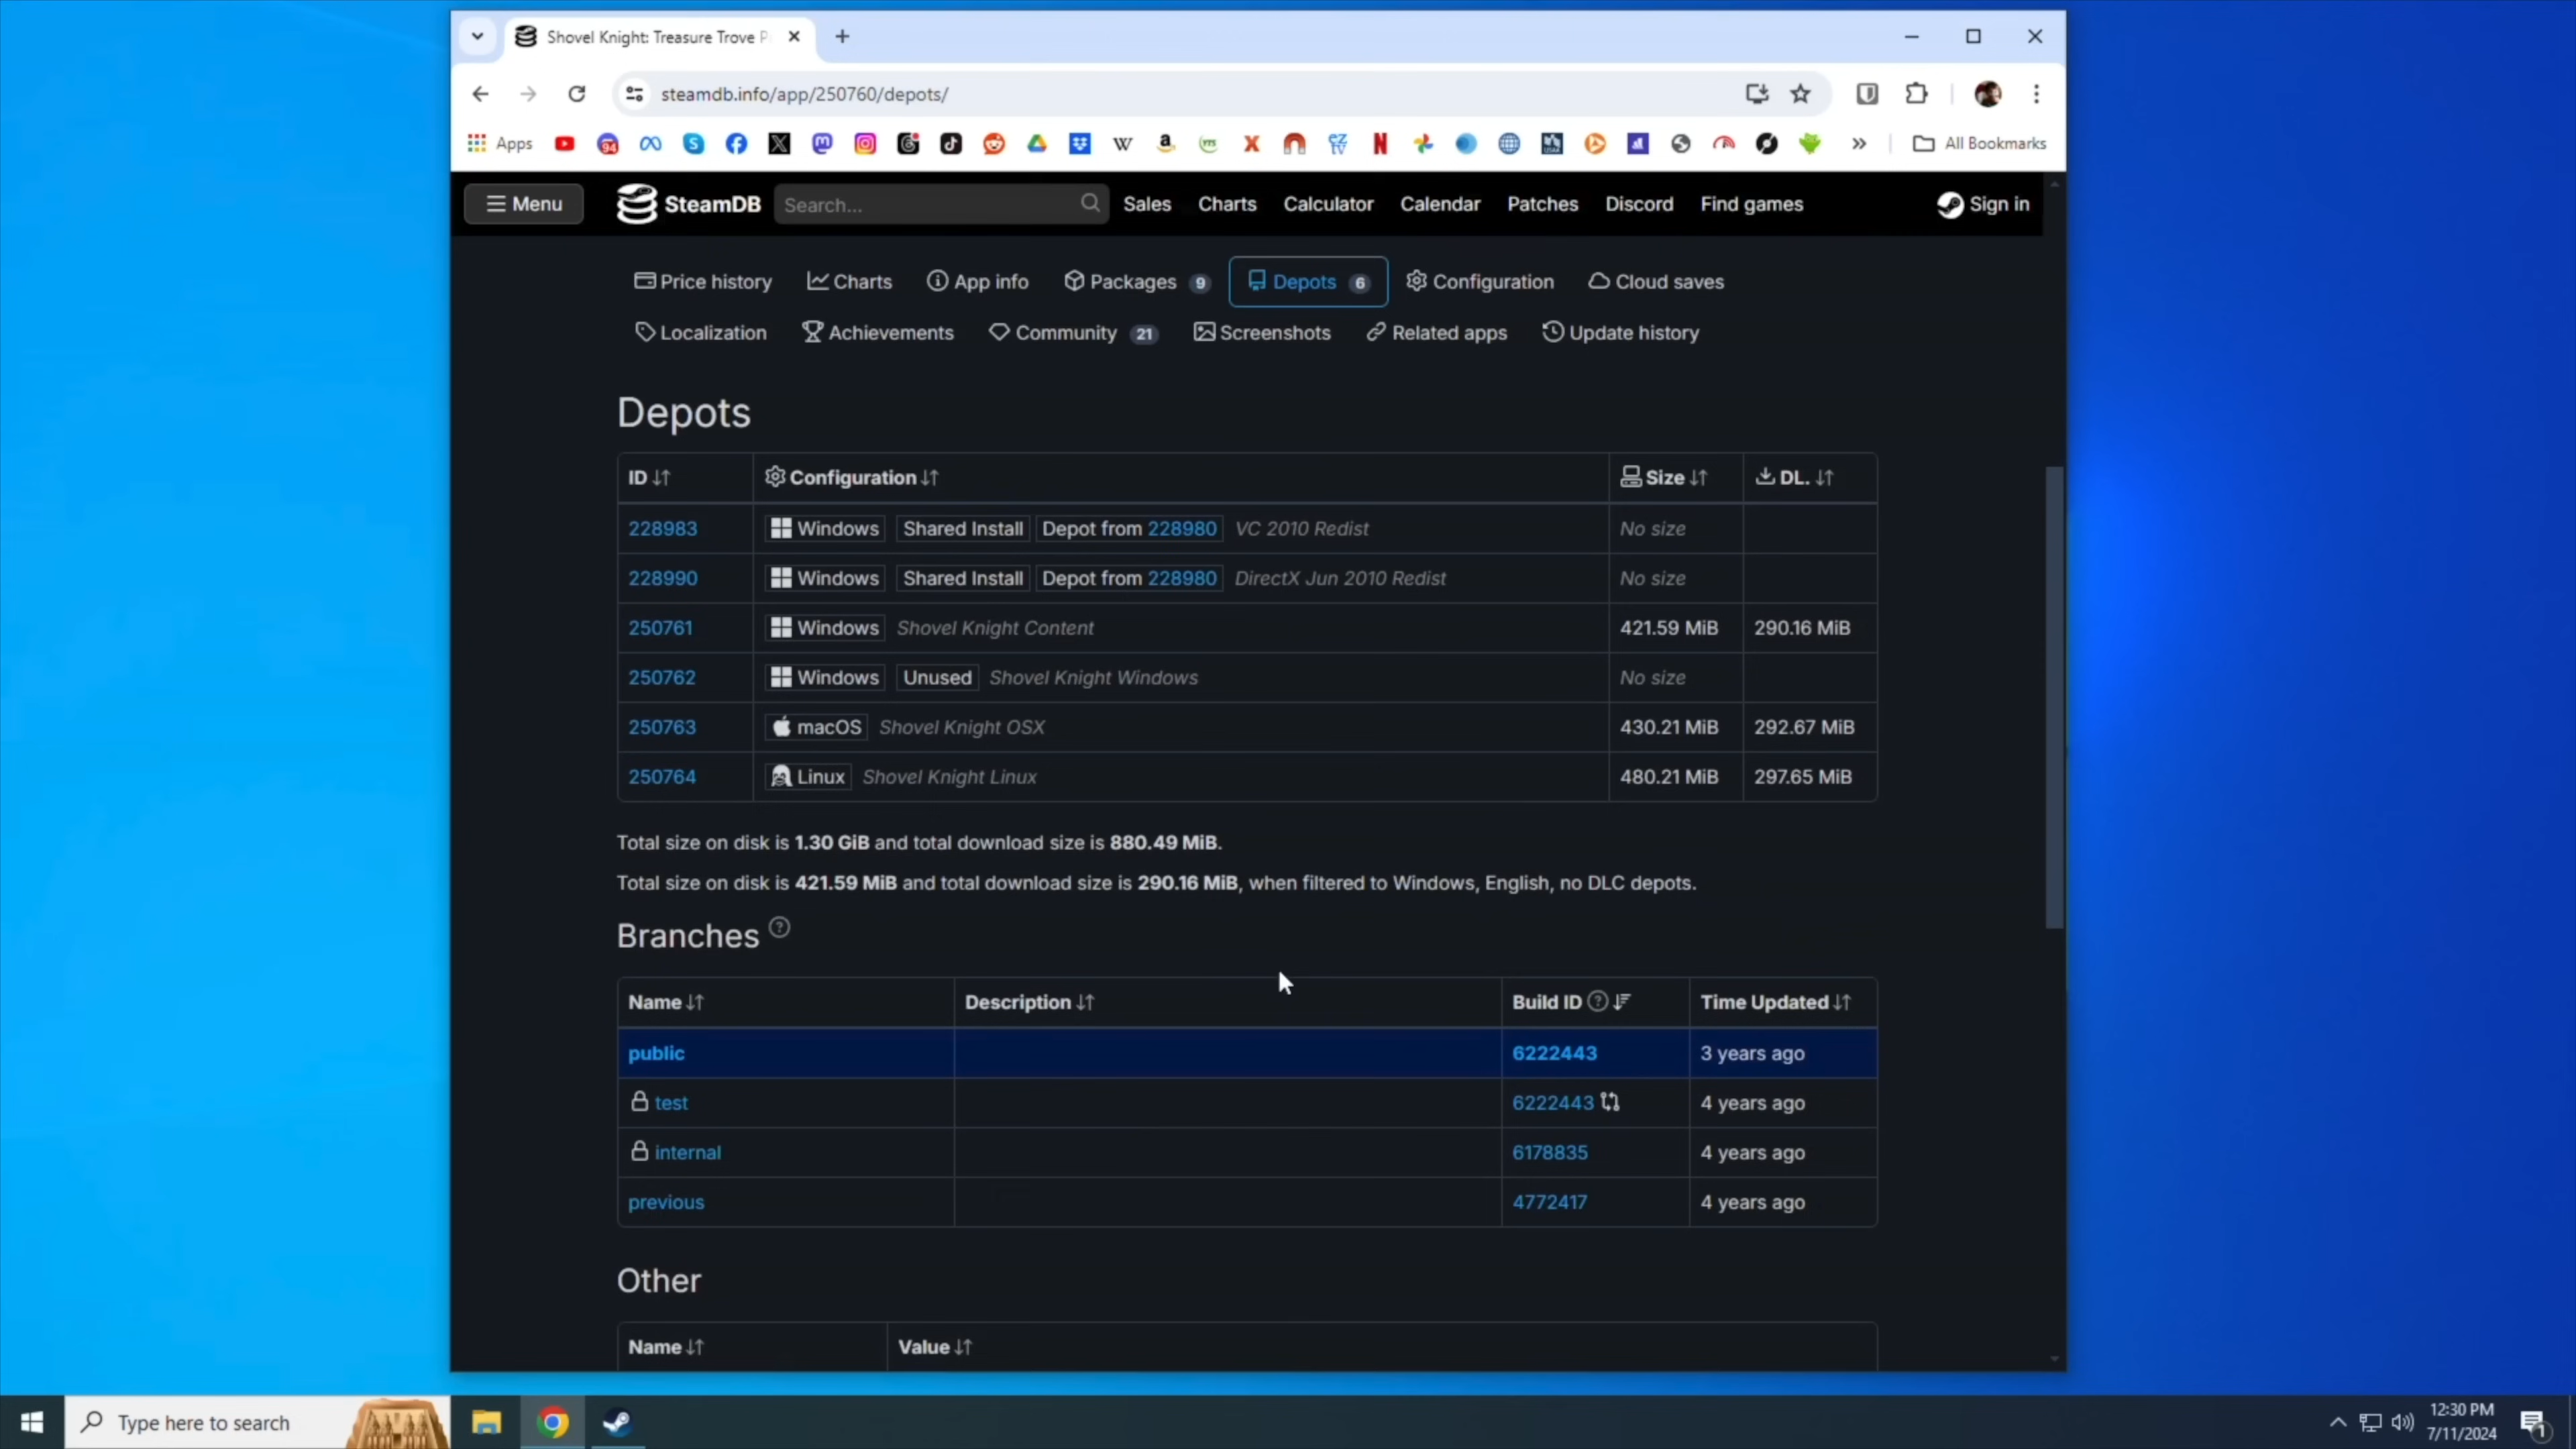 Shovel Knight: Treasure Trove P
steamdb.info/app/250760/depots/
Apps
94
All Bookmarks
Menu
SteamDB
Search...
Sales
Charts
Calculator
Calendar
Patches
Discord
Find games
Sign in
Price history
Charts
App info
Packages 9
Depots 6
Configuration
Cloud saves
Localization
Achievements
Community 21
Screenshots
Related apps
Update history
Depots
ID Configuration Size DL.
228983 Windows Shared Install Depot from 228980 VC 2010 Redist No size
228990 Windows Shared Install Depot from 228980 DirectX Jun 2010 Redist No size
250761 Windows Shovel Knight Content 421.59 MiB 290.16 MiB
250762 Windows Unused Shovel Knight Windows No size
250763 macOS Shovel Knight OSX 430.21 MiB 292.67 MiB
250764 Linux Shovel Knight Linux 480.21 MiB 297.65 MiB
Total size on disk is 1.30 GiB and total download size is 880.49 MiB.
Total size on disk is 421.59 MiB and total download size is 290.16 MiB, when filtered to Windows, English, no DLC depots.
Branches
Name Description Build ID Time Updated
public 6222443 3 years ago
test 6222443 4 years ago
internal 6178835 4 years ago
previous 4772417 4 years ago
Other
Name Value
Type here to search
12:30 PM
7/11/2024
1